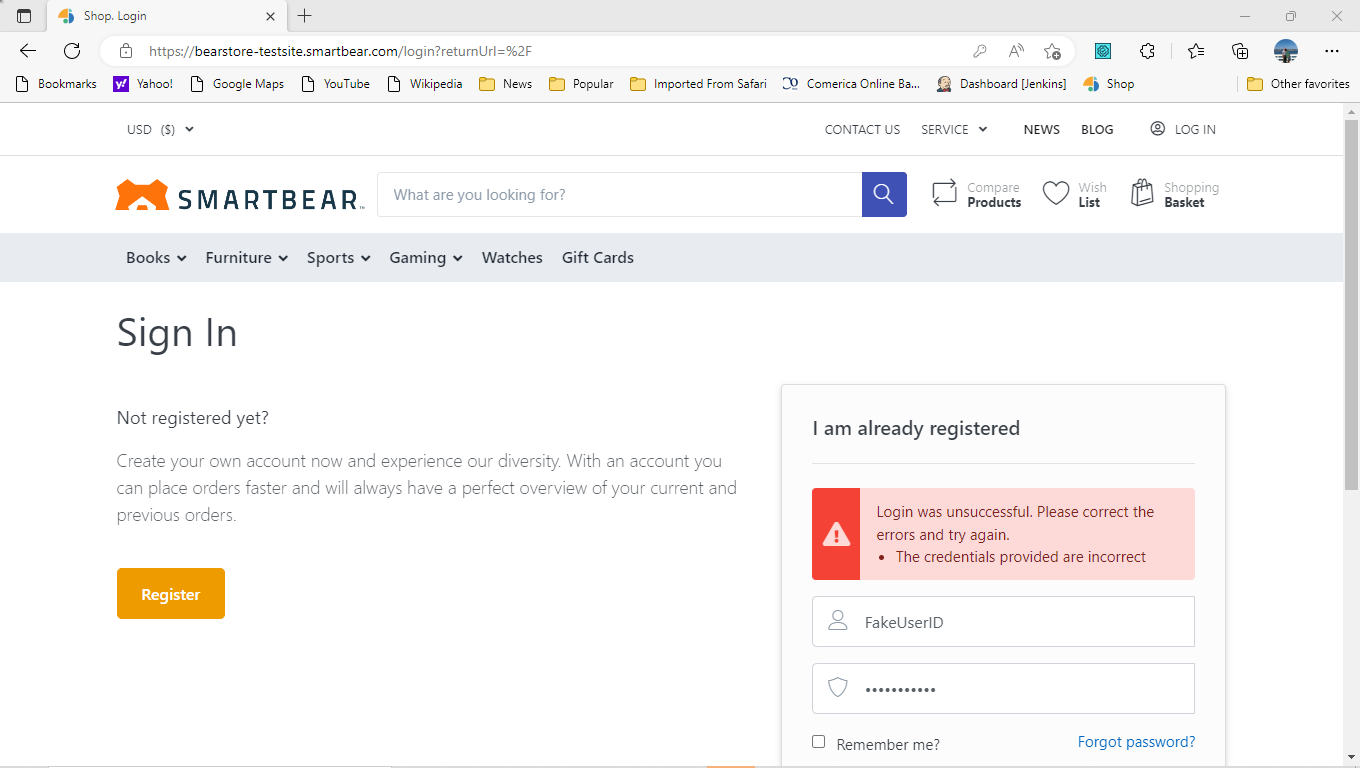 Shop. Login
https://bearstore-testsite.smartbear.com/login?returnUrl=%2F
Bookmarks Yahoo! Google Maps YouTube Wikipedia News Popular Imported From Safari Comerica Online Ba... Dashboard [Jenkins] Shop Other favorites
USD ($) CONTACT US SERVICE NEWS BLOG LOG IN
SMARTBEAR™ What are you looking for? Compare Products Wish List Shopping Basket
Books Furniture Sports Gaming Watches Gift Cards
Sign In
Not registered yet?
Create your own account now and experience our diversity. With an account you
can place orders faster and will always have a perfect overview of your current and
previous orders.
Register
I am already registered
Login was unsuccessful. Please correct the
errors and try again.
• The credentials provided are incorrect
FakeUserID
•••••••••••
Remember me? Forgot password?